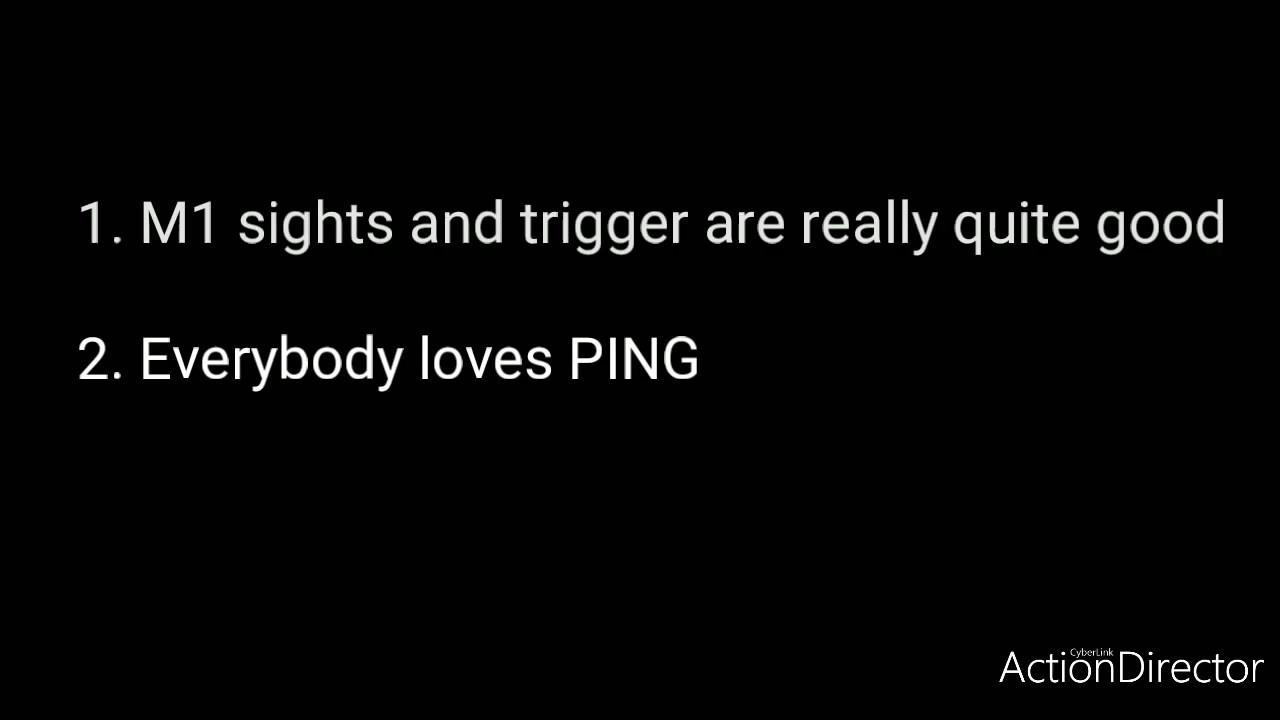 1. M1 sights and trigger are really quite good
2. Everybody loves PING
CyberLink
ActionDirector